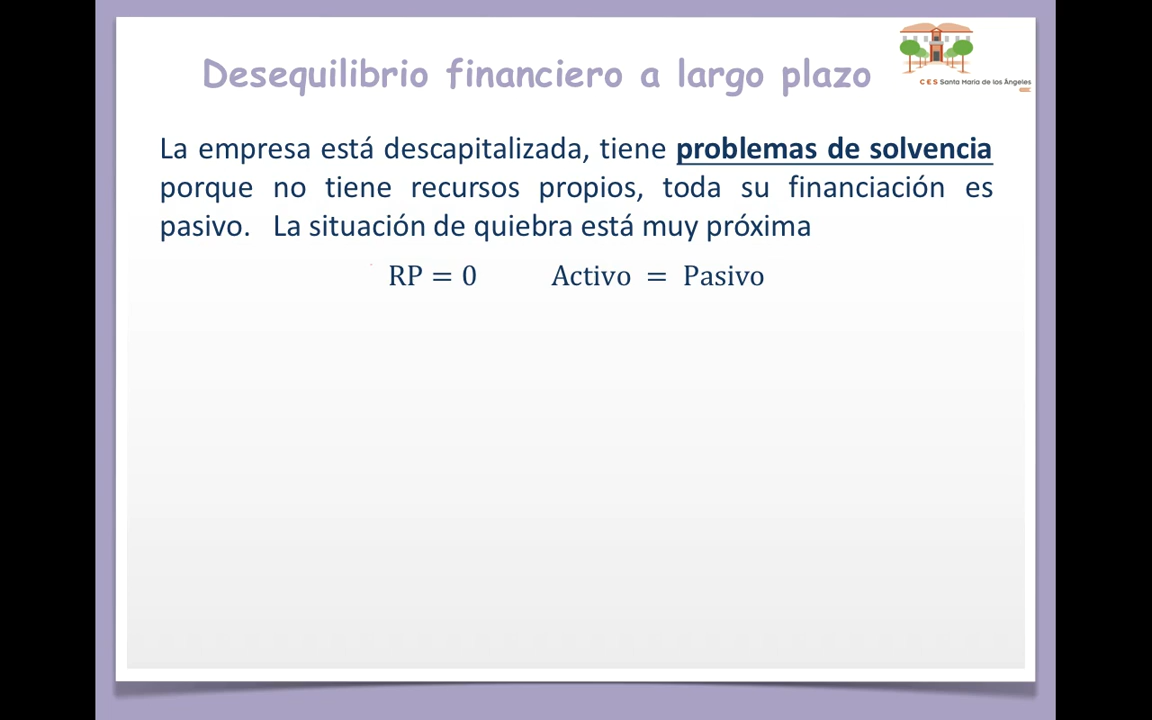 Desequilibrio financiero a largo plazo
CES Santa María de los Ángeles
La empresa está descapitalizada, tiene problemas de solvencia
porque no tiene recursos propios, toda su financiación es
pasivo. La situación de quiebra está muy próxima
RP = 0 Activo = Pasivo